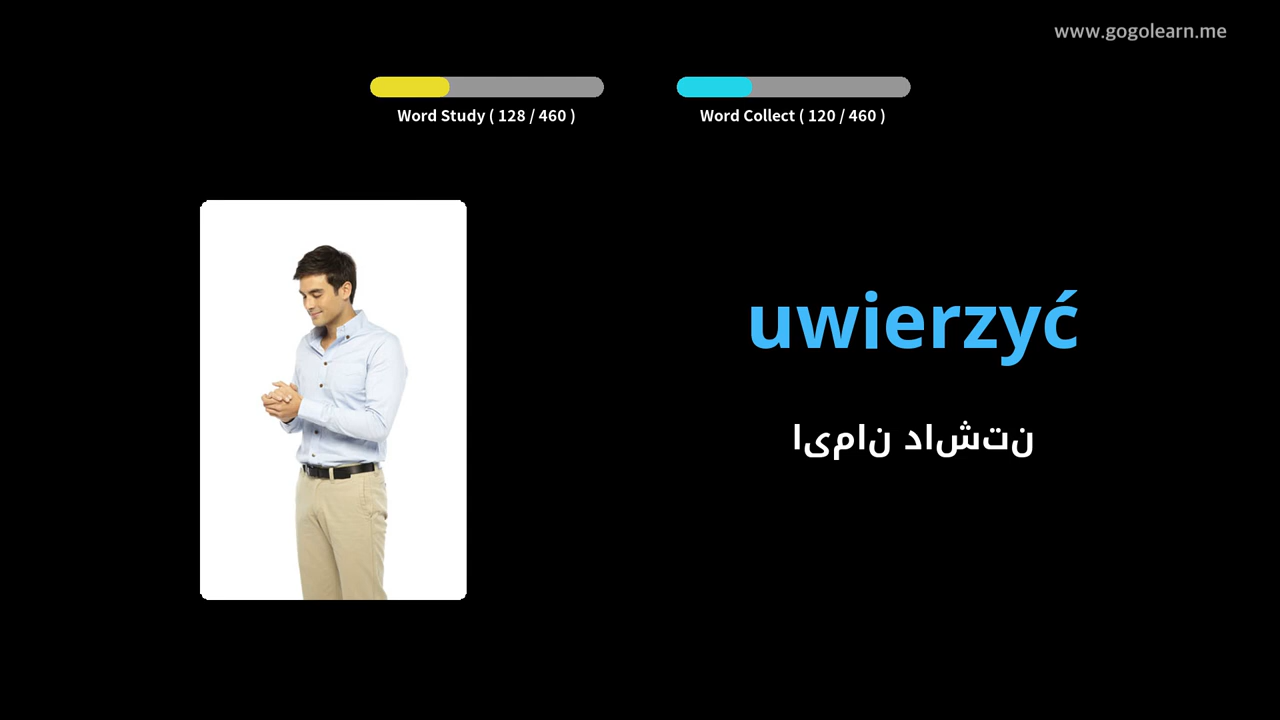 www.gogolearn.me
Word Study ( 128 / 460 )
Word Collect ( 120 / 460 )
uwierzyć
ایمان داشتن